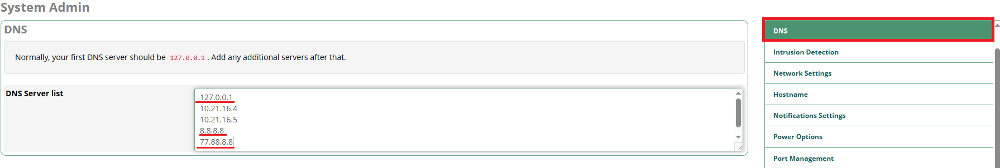 System Admin
DNS
Normally, your first DNS server should be 127.0.0.1. Add any additional servers after that.
DNS Server list
127.0.0.1
10.21.16.4
10.21.16.5
8.8.8.8
77.88.8.8
DNS
Intrusion Detection
Network Settings
Hostname
Notifications Settings
Power Options
Port Management